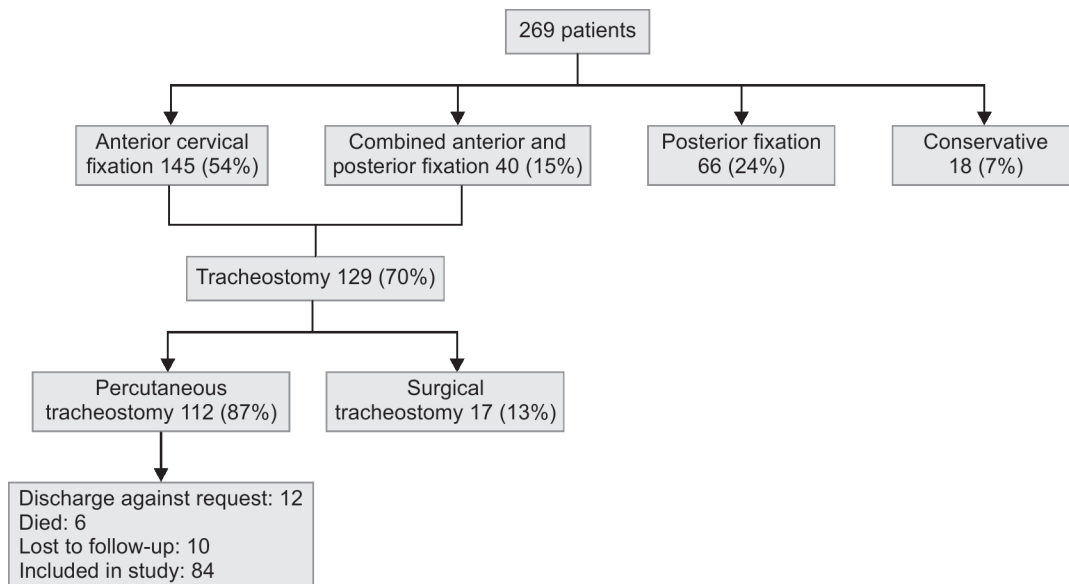 269 patients
Anterior cervical
fixation 145 (54%)
Combined anterior and
posterior fixation 40 (15%)
Posterior fixation
66 (24%)
Conservative
18 (7%)
Tracheostomy 129 (70%)
Percutaneous
tracheostomy 112 (87%)
Surgical
tracheostomy 17 (13%)
Discharge against request: 12
Died: 6
Lost to follow-up: 10
Included in study: 84